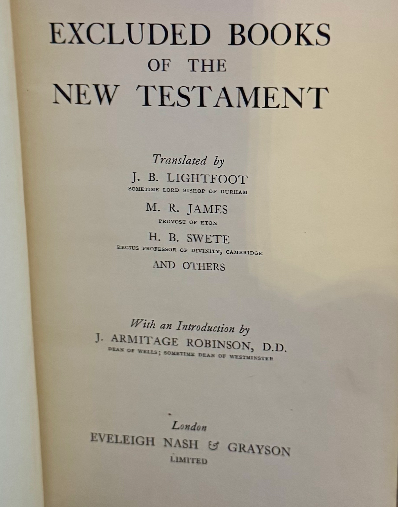 EXCLUDED BOOKS
OF THE
NEW TESTAMENT
Translated by
J. B. LIGHTFOOT
SOMETIME LORD BISHOP OF DURHAM
M. R. JAMES
PROVOST OF ETON
H. B. SWETE
REGIUS PROFESSOR OF DIVINITY, CAMBRIDGE
AND OTHERS
With an Introduction by
J. ARMITAGE ROBINSON, D.D.
DEAN OF WELLS; SOMETIME DEAN OF WESTMINSTER
London
EVELEIGH NASH & GRAYSON
LIMITED